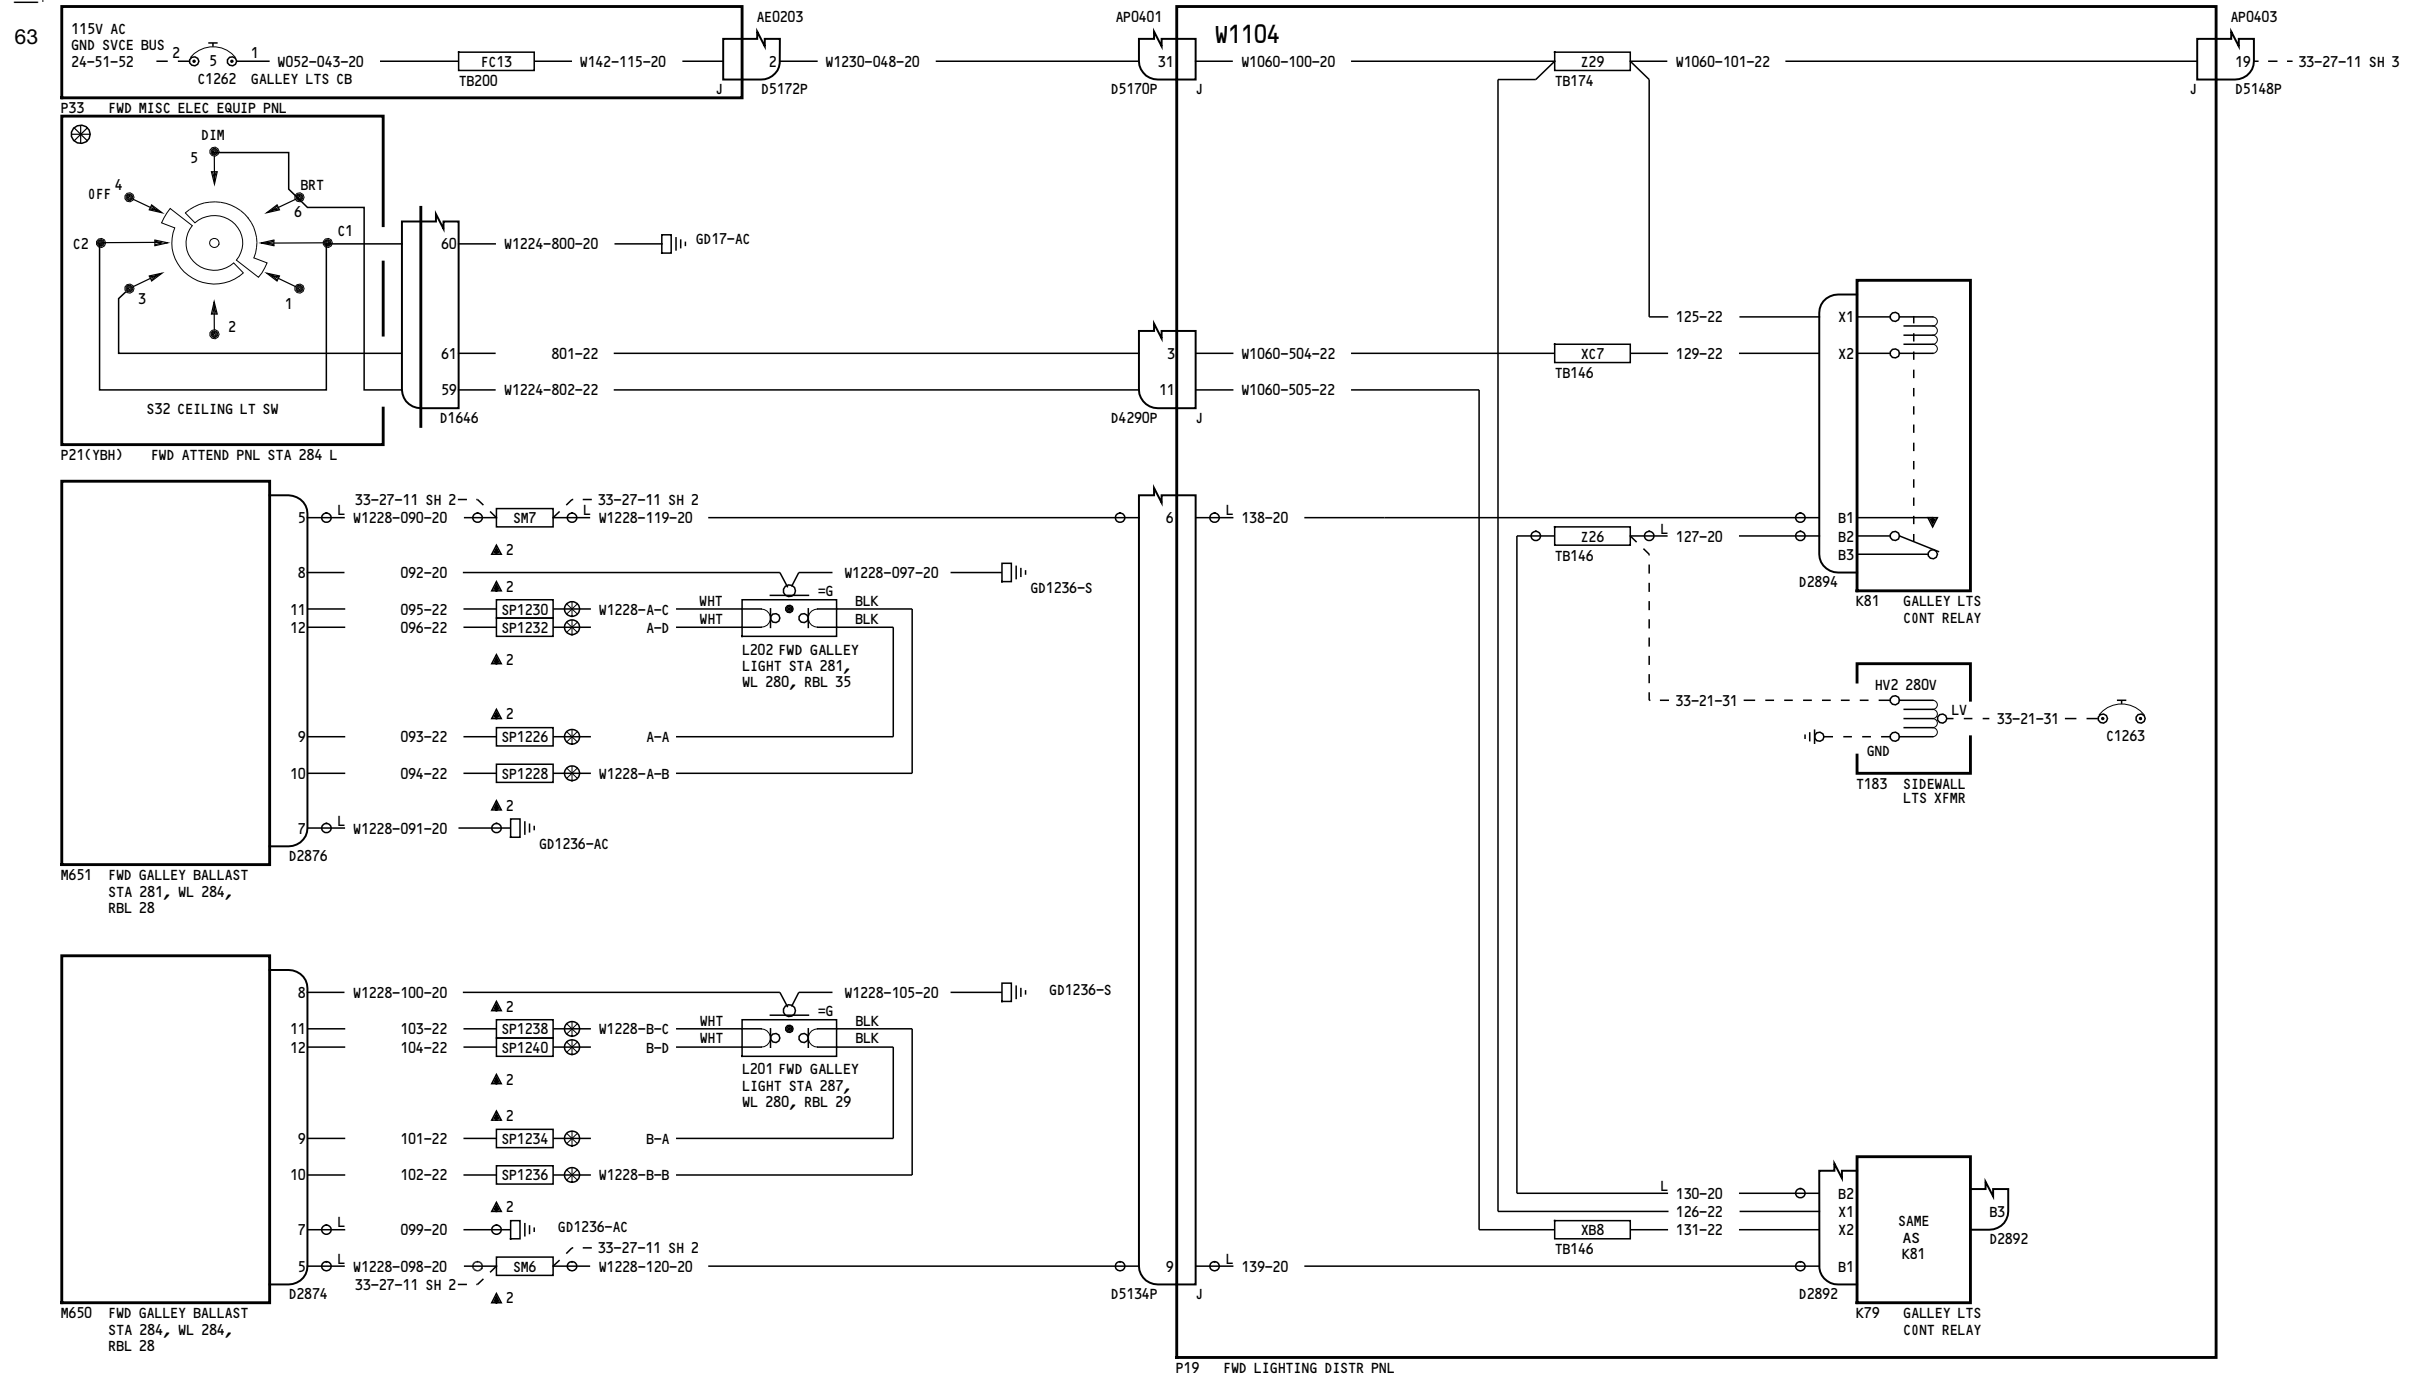 63
115V AC
GND SVCE BUS
24-51-52
2
5
1
C1262
GALLEY LTS CB
W052-043-20
FC13
TB200
W142-115-20
J
2
AE0203
D5172P
W1230-048-20
AP0401
31
D5170P
J
W1104
W1060-100-20
Z29
TB174
W1060-101-22
J
AP0403
19
D5148P
33-27-11 SH 3
P33 FWD MISC ELEC EQUIP PNL
DIM
5
OFF
4
BRT
6
C2
C1
3
1
2
S32 CEILING LT SW
P21(YBH) FWD ATTEND PNL STA 284 L
60
W1224-800-20
GD17-AC
61
801-22
3
W1060-504-22
XC7
TB146
129-22
59
W1224-802-22
11
W1060-505-22
D1646
D4290P
J
125-22
X1
X2
B1
B2
B3
D2894
K81 GALLEY LTS
CONT RELAY
33-27-11 SH 2
33-27-11 SH 2
5
L
W1228-090-20
SM7
L
W1228-119-20
6
L
138-20
2
Z26
TB146
L
127-20
8
092-20
W1228-097-20
GD1236-S
2
=G
11
095-22
SP1230
W1228-A-C
WHT
BLK
12
096-22
SP1232
A-D
WHT
BLK
2
L202 FWD GALLEY
LIGHT STA 281,
WL 280, RBL 35
2
9
093-22
SP1226
A-A
10
094-22
SP1228
W1228-A-B
2
7
L
W1228-091-20
GD1236-AC
D2876
M651 FWD GALLEY BALLAST
STA 281, WL 284,
RBL 28
HV2 280V
33-21-31
LV
33-21-31
C1263
GND
T183 SIDEWALL
LTS XFMR
8
W1228-100-20
W1228-105-20
GD1236-S
2
=G
11
103-22
SP1238
W1228-B-C
WHT
BLK
12
104-22
SP1240
B-D
WHT
BLK
2
L201 FWD GALLEY
LIGHT STA 287,
WL 280, RBL 29
2
9
101-22
SP1234
B-A
10
102-22
SP1236
W1228-B-B
2
7
L
099-20
GD1236-AC
33-27-11 SH 2
5
L
W1228-098-20
SM6
W1228-120-20
9
L
139-20
33-27-11 SH 2
2
D2874
D5134P
J
M650 FWD GALLEY BALLAST
STA 284, WL 284,
RBL 28
L
130-20
B2
126-22
X1
XB8
TB146
131-22
X2
B1
D2892
SAME
AS
K81
B3
D2892
K79 GALLEY LTS
CONT RELAY
P19 FWD LIGHTING DISTR PNL